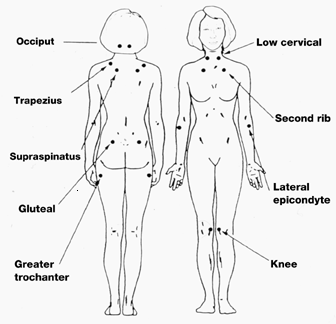 Occiput
Trapezius
Supraspinatus
Gluteal
Greater
trochanter
Low cervical
Second rib
Lateral
epicondyte
Knee